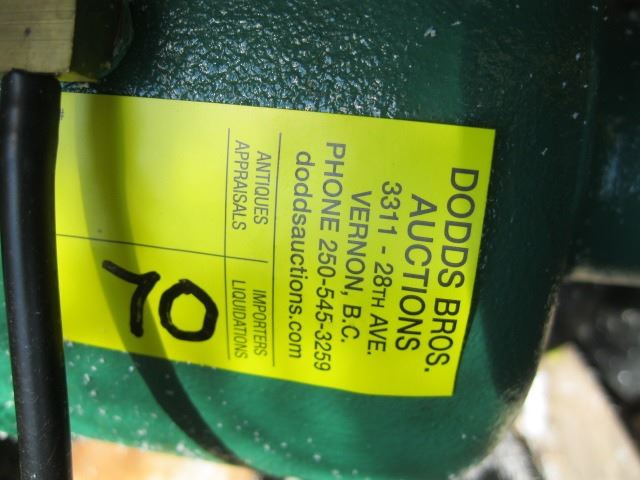 DODDS BROS.
AUCTIONS
3311 - 28TH AVE.
VERNON, B.C.
PHONE 250-545-3259
doddsauctions.com
ANTIQUES IMPORTERS
APPRAISALS LIQUIDATIONS
70